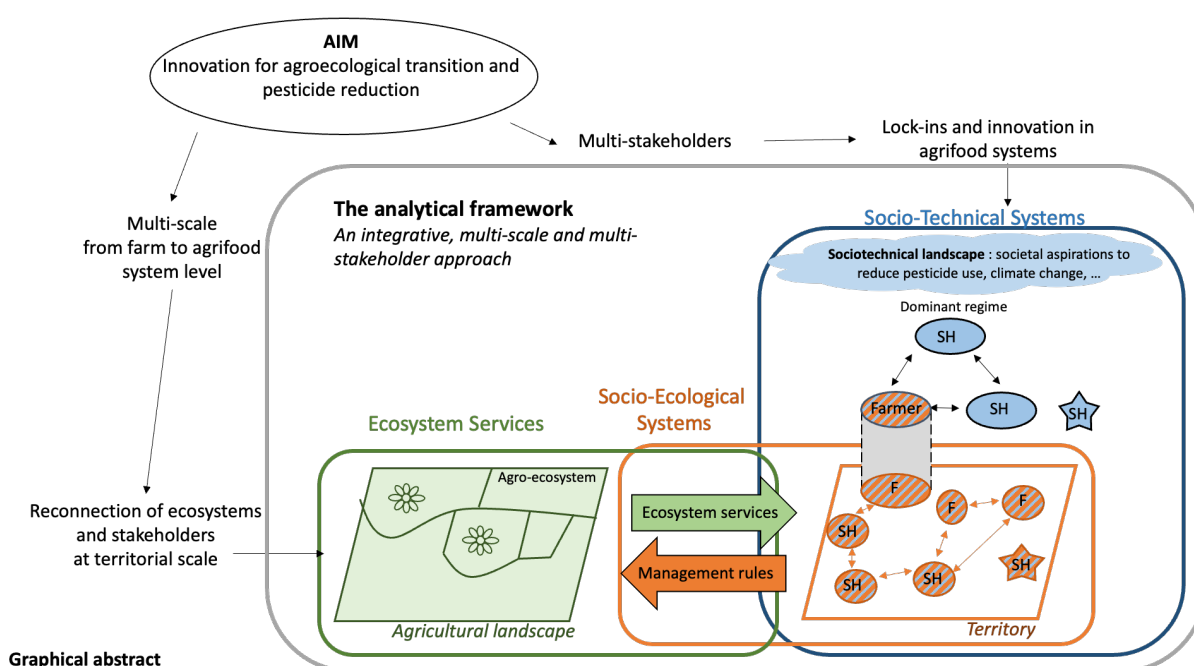 AIM
Innovation for agroecological transition and
pesticide reduction
Multi-stakeholders
Lock-ins and innovation in
agrifood systems
Multi-scale
from farm to agrifood
system level
Reconnection of ecosystems
and stakeholders
at territorial scale
The analytical framework
An integrative, multi-scale and multi-
stakeholder approach
Socio-Technical Systems
Sociotechnical landscape : societal aspirations to
reduce pesticide use, climate change, ...
Dominant regime
SH
Farmer
SH
SH
Socio-Ecological
Systems
Ecosystem Services
Agro-ecosystem
Agricultural landscape
Ecosystem services
Management rules
F
F
F
SH
SH
SH
SH
Territory
Graphical abstract